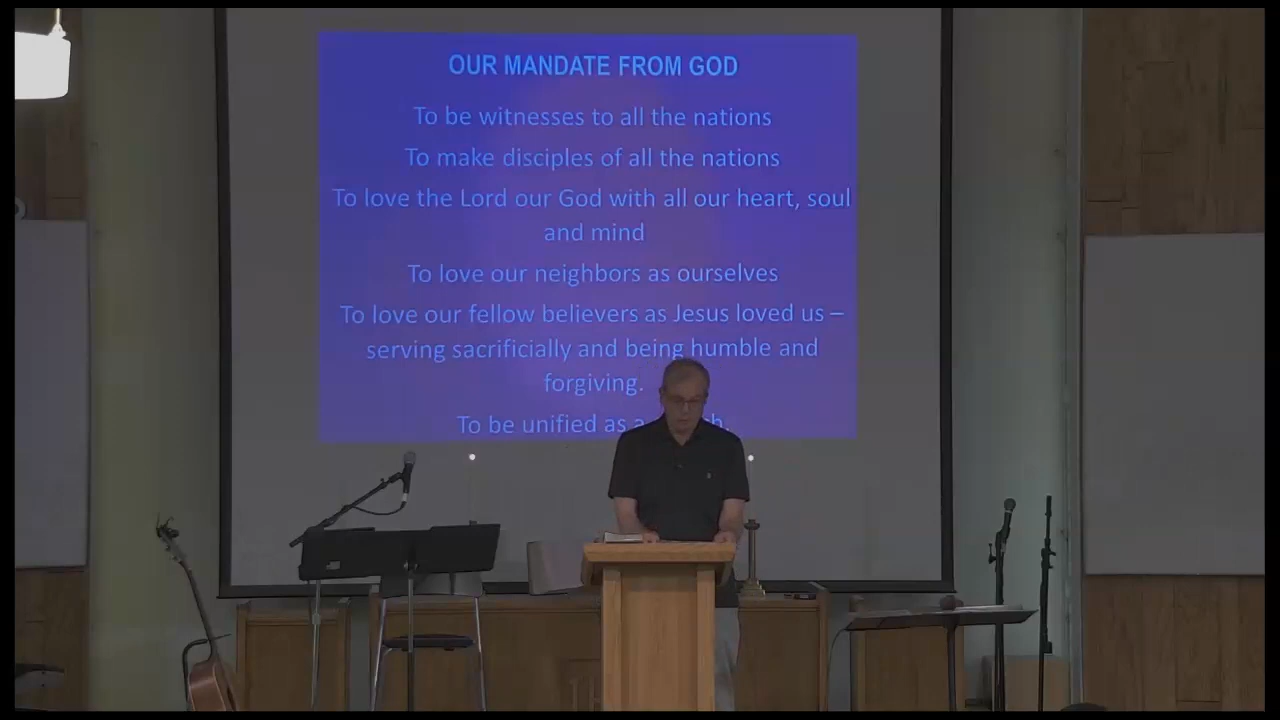 OUR MANDATE FROM GOD
To be witnesses to all the nations
To make disciples of all the nations
To love the Lord our God with all our heart, soul
and mind
To love our neighbors as ourselves
To love our fellow believers as Jesus loved us –
serving sacrificially and being humble and
forgiving.
To be unified as